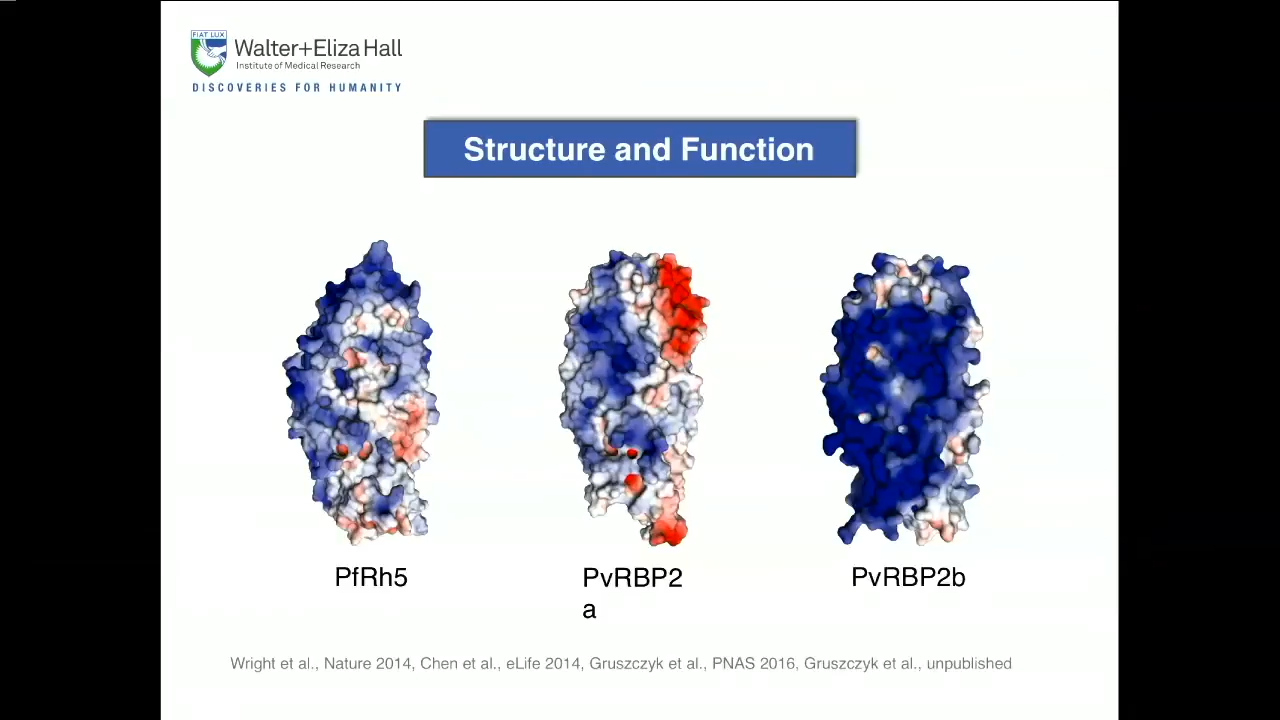 FIAT LUX
Walter+Eliza Hall
Institute of Medical Research
DISCOVERIES FOR HUMANITY
Structure and Function
PfRh5
PvRBP2
a
PvRBP2b
Wright et al., Nature 2014, Chen et al., eLife 2014, Gruszczyk et al., PNAS 2016, Gruszczyk et al., unpublished